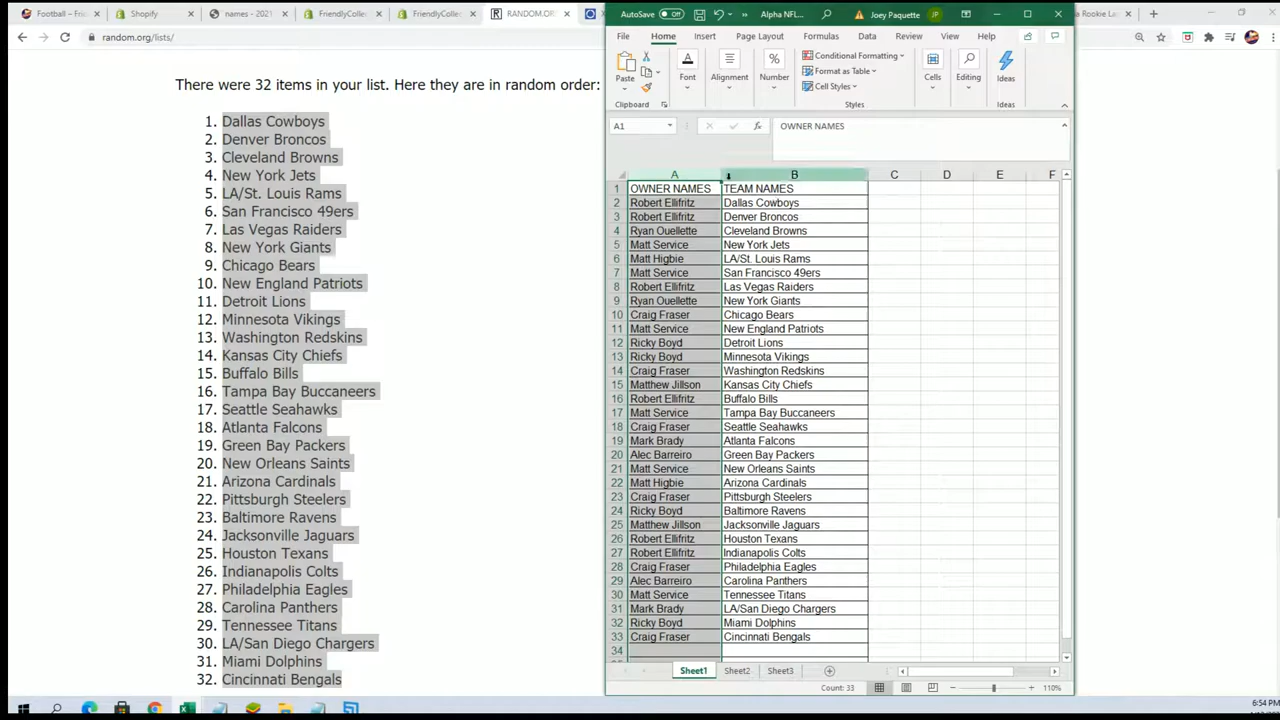 Football – F
Shopify
names - 2021
FriendlyCollec
FriendlyCollec
RANDOM.OR
a Rookie La
random.org/lists/
AutoSave Off
Alpha NFL...
Joey Paquette
JP
File Home Insert Page Layout Formulas Data Review View Help
Paste
Clipboard
Font
Alignment
Number
Conditional Formatting
Format as Table
Cell Styles
Styles
Cells
Editing
Ideas
Ideas
A1
fx
OWNER NAMES
There were 32 items in your list. Here they are in random order:
1. Dallas Cowboys
2. Denver Broncos
3. Cleveland Browns
4. New York Jets
5. LA/St. Louis Rams
6. San Francisco 49ers
7. Las Vegas Raiders
8. New York Giants
9. Chicago Bears
10. New England Patriots
11. Detroit Lions
12. Minnesota Vikings
13. Washington Redskins
14. Kansas City Chiefs
15. Buffalo Bills
16. Tampa Bay Buccaneers
17. Seattle Seahawks
18. Atlanta Falcons
19. Green Bay Packers
20. New Orleans Saints
21. Arizona Cardinals
22. Pittsburgh Steelers
23. Baltimore Ravens
24. Jacksonville Jaguars
25. Houston Texans
26. Indianapolis Colts
27. Philadelphia Eagles
28. Carolina Panthers
29. Tennessee Titans
30. LA/San Diego Chargers
31. Miami Dolphins
32. Cincinnati Bengals
A B C D E F
1 OWNER NAMES TEAM NAMES
2 Robert Ellifritz Dallas Cowboys
3 Robert Ellifritz Denver Broncos
4 Ryan Ouellette Cleveland Browns
5 Matt Service New York Jets
6 Matt Higbie LA/St. Louis Rams
7 Matt Service San Francisco 49ers
8 Robert Ellifritz Las Vegas Raiders
9 Ryan Ouellette New York Giants
10 Craig Fraser Chicago Bears
11 Matt Service New England Patriots
12 Ricky Boyd Detroit Lions
13 Ricky Boyd Minnesota Vikings
14 Craig Fraser Washington Redskins
15 Matthew Jillson Kansas City Chiefs
16 Robert Ellifritz Buffalo Bills
17 Matt Service Tampa Bay Buccaneers
18 Craig Fraser Seattle Seahawks
19 Mark Brady Atlanta Falcons
20 Alec Barreiro Green Bay Packers
21 Matt Service New Orleans Saints
22 Matt Higbie Arizona Cardinals
23 Craig Fraser Pittsburgh Steelers
24 Ricky Boyd Baltimore Ravens
25 Matthew Jillson Jacksonville Jaguars
26 Robert Ellifritz Houston Texans
27 Robert Ellifritz Indianapolis Colts
28 Craig Fraser Philadelphia Eagles
29 Alec Barreiro Carolina Panthers
30 Matt Service Tennessee Titans
31 Mark Brady LA/San Diego Chargers
32 Ricky Boyd Miami Dolphins
33 Craig Fraser Cincinnati Bengals
34
Sheet1 Sheet2 Sheet3
Count: 33
110%
6:54 PM